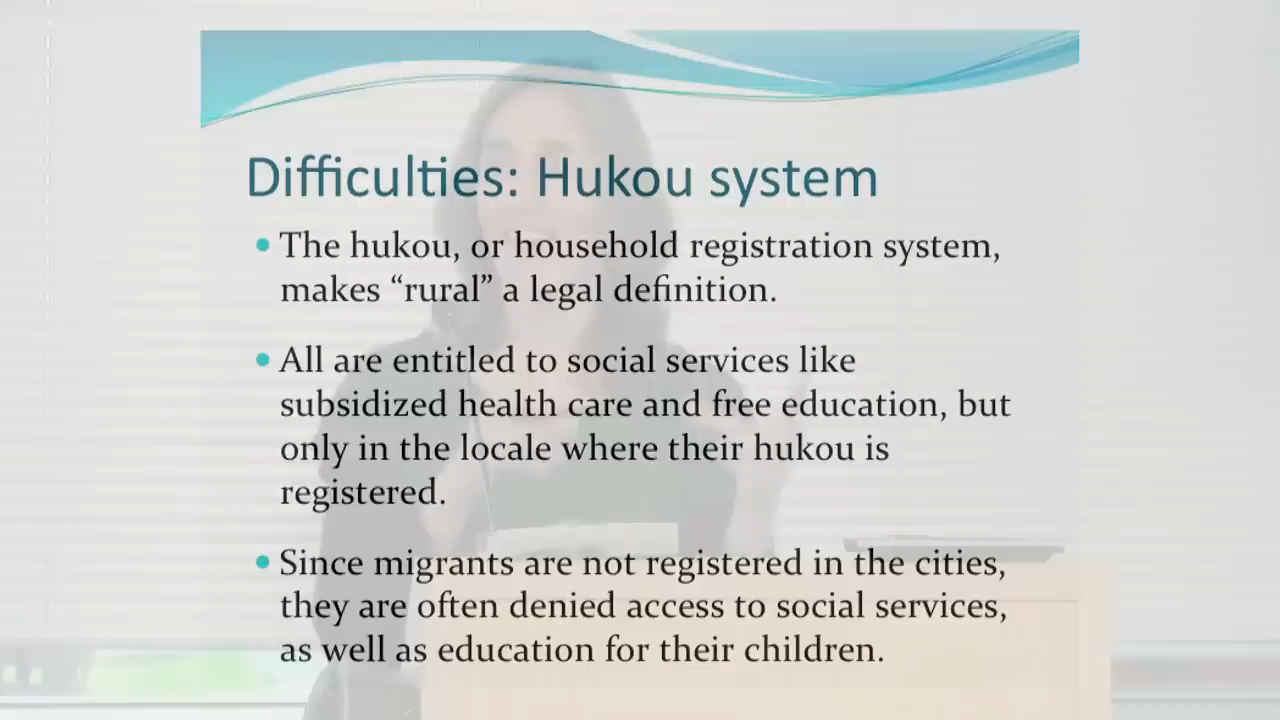 Difficulties: Hukou system
• The hukou, or household registration system,
makes “rural” a legal definition.
• All are entitled to social services like
subsidized health care and free education, but
only in the locale where their hukou is
registered.
• Since migrants are not registered in the cities,
they are often denied access to social services,
as well as education for their children.